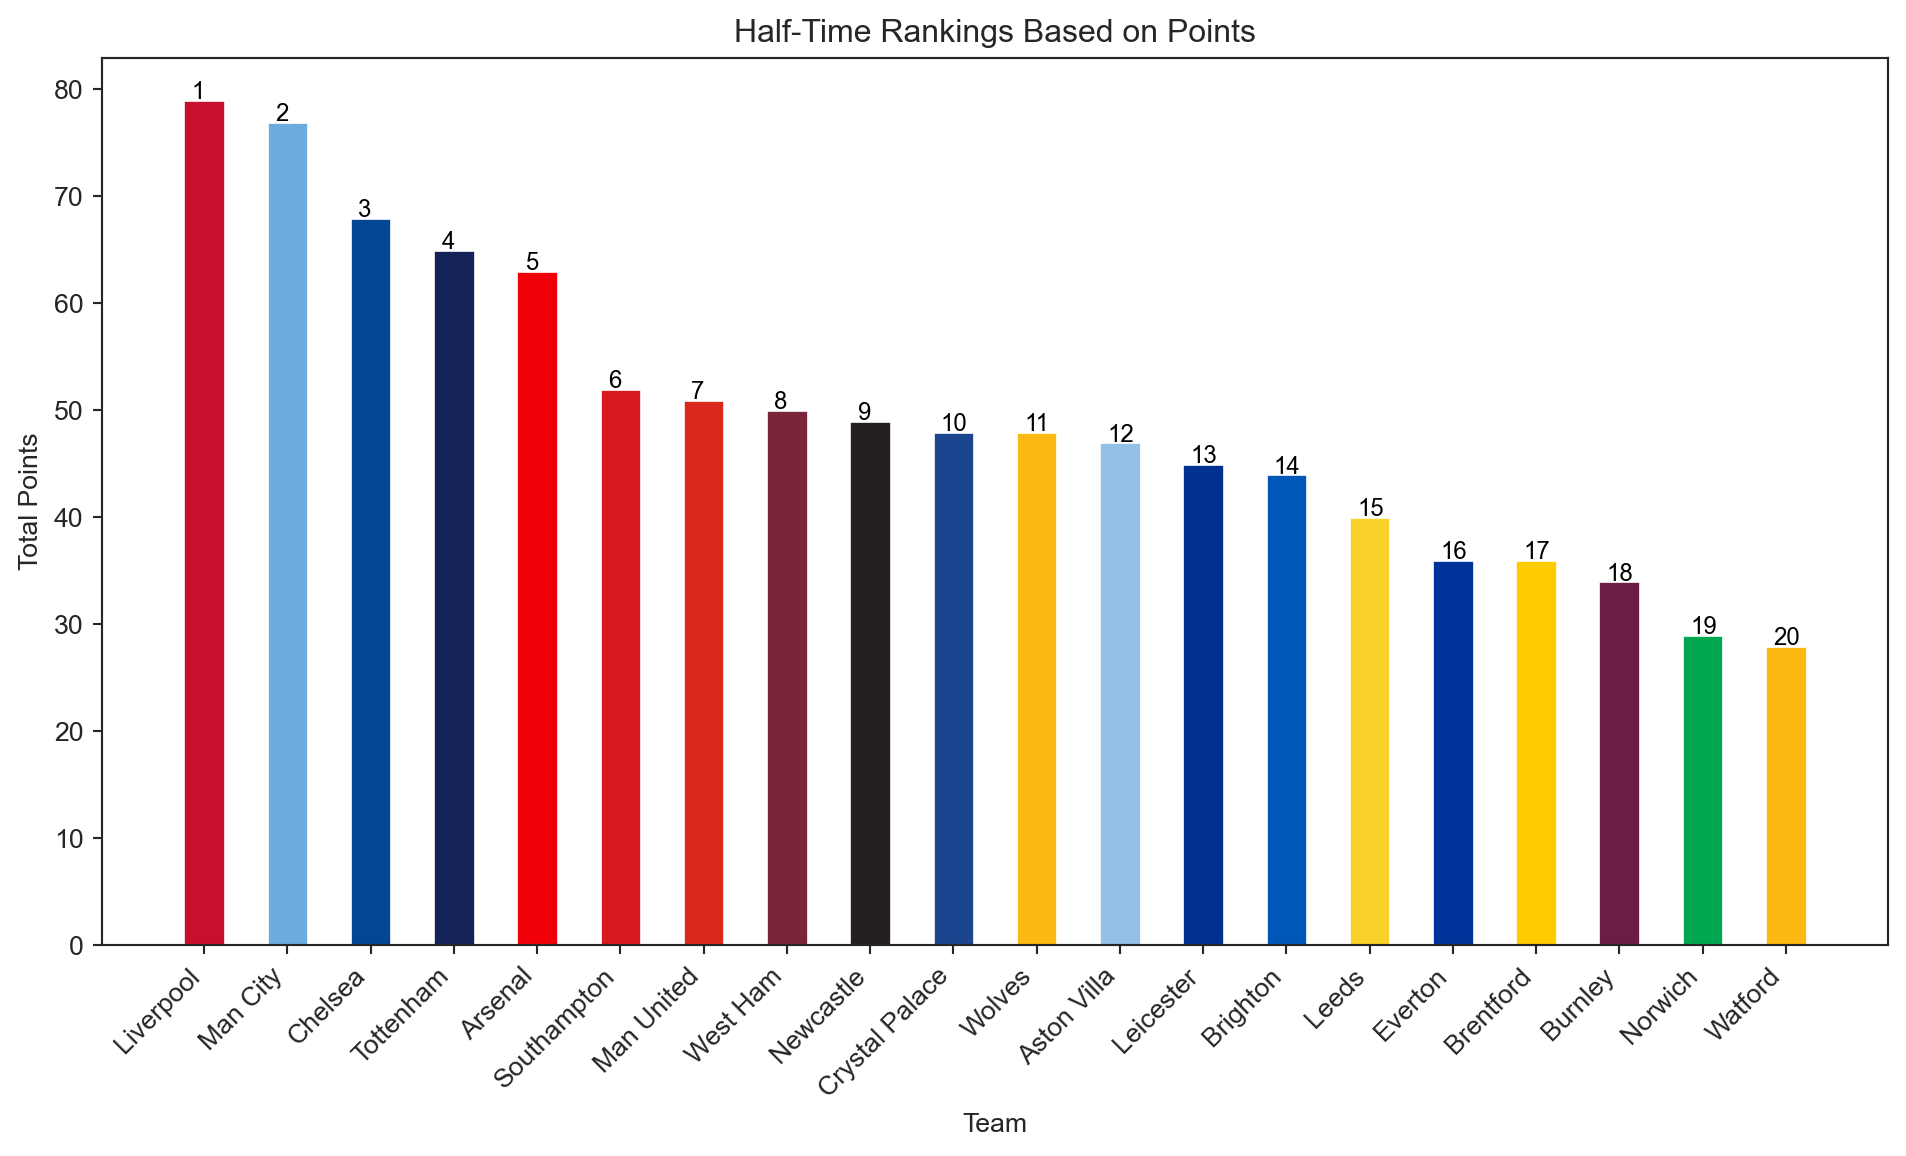 Half-Time Rankings Based on Points
Total Points
80
70
60
50
40
30
20
10
0
1
2
3
4
5
6
7
8
9
10
11
12
13
14
15
16
17
18
19
20
Liverpool
Man City
Chelsea
Tottenham
Arsenal
Southampton
Man United
West Ham
Newcastle
Crystal Palace
Wolves
Aston Villa
Leicester
Brighton
Leeds
Everton
Brentford
Burnley
Norwich
Watford
Team